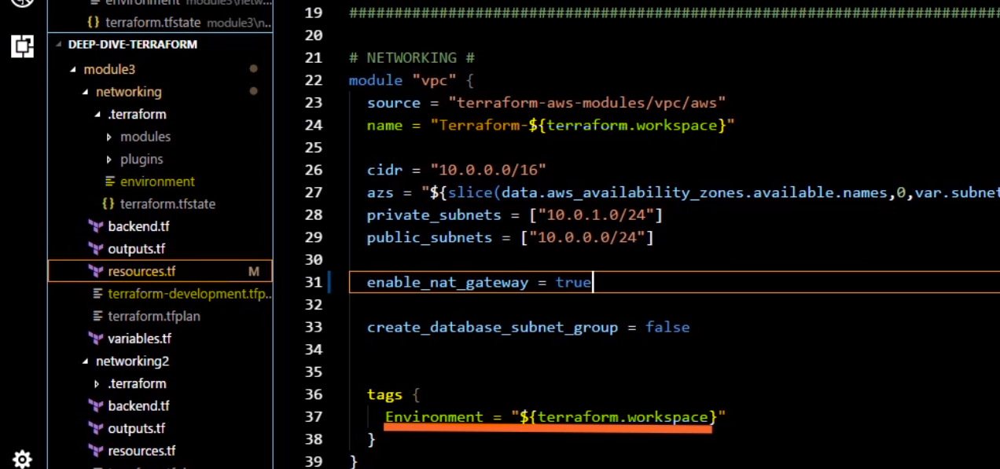 environment module3\netw...
{} terraform.tfstate module3\n...
DEEP-DIVE-TERRAFORM
module3
networking
.terraform
modules
plugins
environment
{} terraform.tfstate
backend.tf
outputs.tf
resources.tf M
terraform-development.tfp...
terraform.tfplan
variables.tf
networking2
.terraform
backend.tf
outputs.tf
resources.tf
19 ################################################################################
20
21 # NETWORKING #
22 module "vpc" {
23 source = "terraform-aws-modules/vpc/aws"
24 name = "Terraform-${terraform.workspace}"
25
26 cidr = "10.0.0.0/16"
27 azs = "${slice(data.aws_availability_zones.available.names,0,var.subnet
28 private_subnets = ["10.0.1.0/24"]
29 public_subnets = ["10.0.0.0/24"]
30
31 enable_nat_gateway = true
32
33 create_database_subnet_group = false
34
35
36 tags {
37 Environment = "${terraform.workspace}"
38 }
39 }